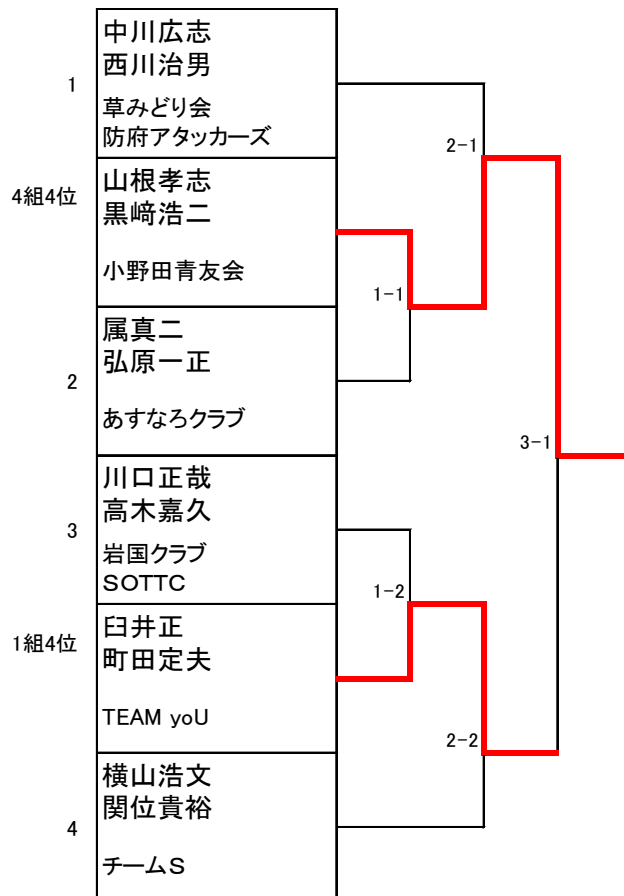 1
中川広志
西川治男
草みどり会
防府アタッカーズ
4組4位
山根孝志
黒﨑浩二
小野田青友会
2
属真二
弘原一正
あすなろクラブ
3
川口正哉
高木嘉久
岩国クラブ
SOTTC
1組4位
臼井正
町田定夫
TEAM yoU
4
横山浩文
関位貴裕
チームS
2-1
1-1
3-1
1-2
2-2